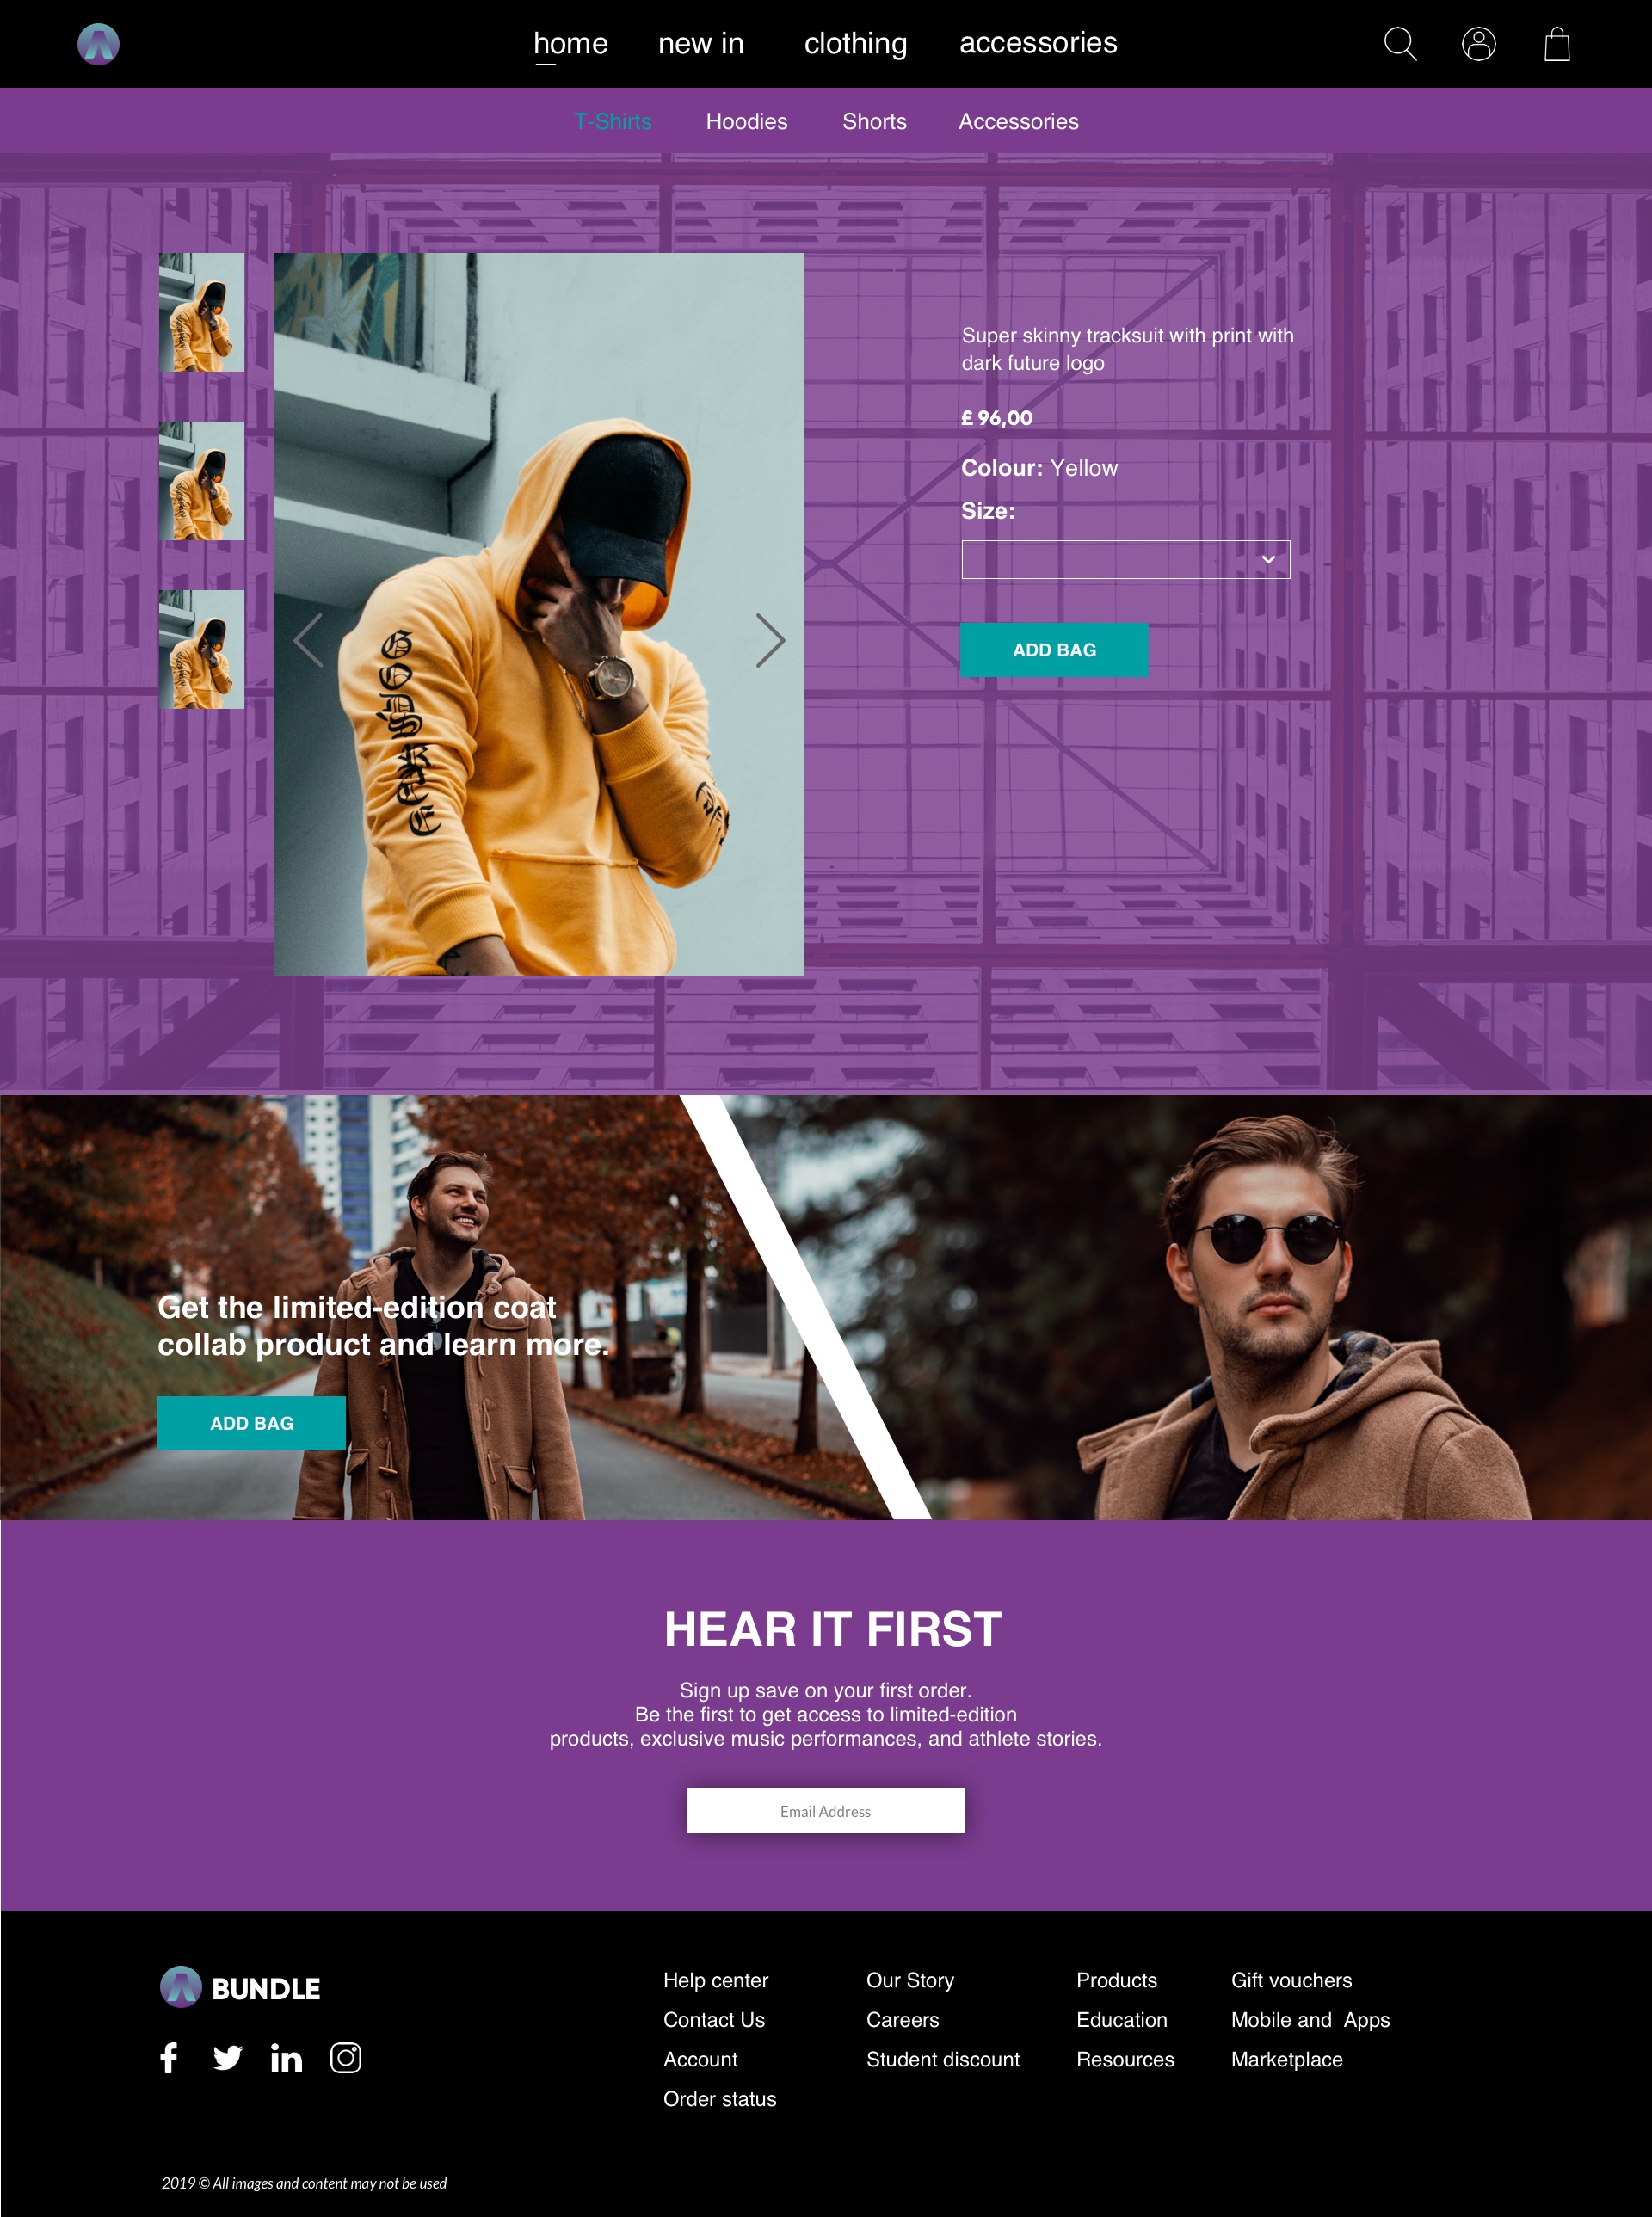 home new in clothing accessories
T-Shirts Hoodies Shorts Accessories
Super skinny tracksuit with print with
dark future logo
£ 96,00
Colour: Yellow
Size:
ADD BAG
Get the limited-edition coat
collab product and learn more.
ADD BAG
HEAR IT FIRST
Sign up save on your first order.
Be the first to get access to limited-edition
products, exclusive music performances, and athlete stories.
Email Address
BUNDLE
Help center Our Story Products Gift vouchers
Contact Us Careers Education Mobile and Apps
Account Student discount Resources Marketplace
Order status
2019 © All images and content may not be used